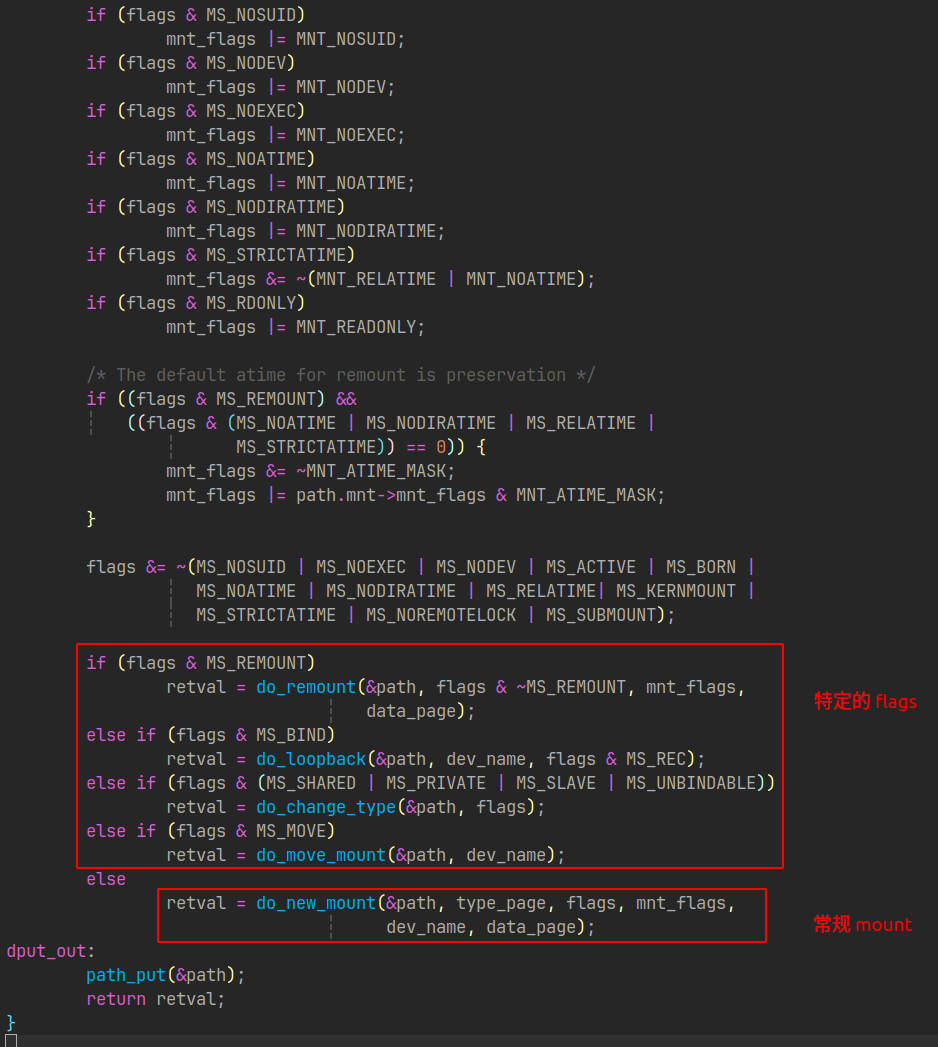 if (flags & MS_NOSUID)
mnt_flags |= MNT_NOSUID;
if (flags & MS_NODEV)
mnt_flags |= MNT_NODEV;
if (flags & MS_NOEXEC)
mnt_flags |= MNT_NOEXEC;
if (flags & MS_NOATIME)
mnt_flags |= MNT_NOATIME;
if (flags & MS_NODIRATIME)
mnt_flags |= MNT_NODIRATIME;
if (flags & MS_STRICTATIME)
mnt_flags &= ~(MNT_RELATIME | MNT_NOATIME);
if (flags & MS_RDONLY)
mnt_flags |= MNT_READONLY;
/* The default atime for remount is preservation */
if ((flags & MS_REMOUNT) &&
((flags & (MS_NOATIME | MS_NODIRATIME | MS_RELATIME |
MS_STRICTATIME)) == 0)) {
mnt_flags &= ~MNT_ATIME_MASK;
mnt_flags |= path.mnt->mnt_flags & MNT_ATIME_MASK;
}
flags &= ~(MS_NOSUID | MS_NOEXEC | MS_NODEV | MS_ACTIVE | MS_BORN |
MS_NOATIME | MS_NODIRATIME | MS_RELATIME| MS_KERNMOUNT |
MS_STRICTATIME | MS_NOREMOTELOCK | MS_SUBMOUNT);
if (flags & MS_REMOUNT)
retval = do_remount(&path, flags & ~MS_REMOUNT, mnt_flags,
data_page);
特定的 flags
else if (flags & MS_BIND)
retval = do_loopback(&path, dev_name, flags & MS_REC);
else if (flags & (MS_SHARED | MS_PRIVATE | MS_SLAVE | MS_UNBINDABLE))
retval = do_change_type(&path, flags);
else if (flags & MS_MOVE)
retval = do_move_mount(&path, dev_name);
else
retval = do_new_mount(&path, type_page, flags, mnt_flags,
dev_name, data_page);
常规 mount
dput_out:
path_put(&path);
return retval;
}